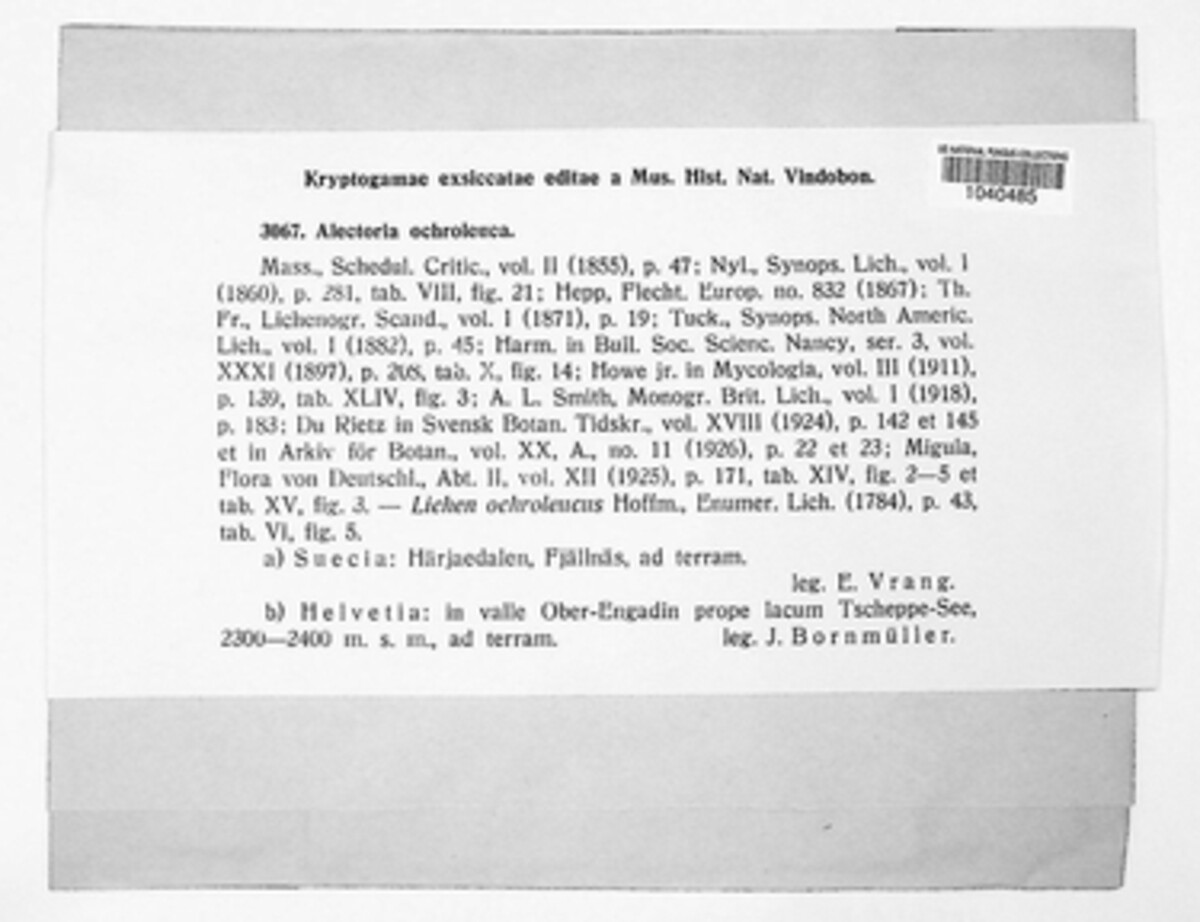 Kryptogamae exsiccatae editae a Mus. Hist. Nat. Vindobon.
US NATIONAL FUNGUS COLLECTIONS
1040485
3067. Alectoria ochroleuca.
Mass., Schedul. Critic., vol. II (1855), p. 47; Nyl., Synops. Lich., vol. I
(1860), p. 281, tab. VIII, fig. 21; Hepp, Flecht. Europ. no. 832 (1867); Th.
Fr., Lichenogr. Scand., vol. I (1871), p. 19; Tuck., Synops. North Americ.
Lich., vol. I (1882), p. 45; Harm. in Bull. Soc. Scienc. Nancy, ser. 3, vol.
XXXI (1897), p. 208, tab. X, fig. 14; Howe jr. in Mycologia, vol. III (1911),
p. 139, tab. XLIV, fig. 3; A. L. Smith, Monogr. Brit. Lich., vol. I (1918),
p. 183; Du Rietz in Svensk Botan. Tidskr., vol. XVIII (1924), p. 142 et 145
et in Arkiv för Botan., vol. XX, A., no. 11 (1926), p. 22 et 23; Migula,
Flora von Deutschl., Abt. II, vol. XII (1925), p. 171, tab. XIV, fig. 2—5 et
tab. XV, fig. 3. — Lichen ochroleucus Hoffm., Enumer. Lich. (1784), p. 43,
tab. VI, fig. 5.
a) Suecia: Härjaedalen, Fjällnäs, ad terram.
leg. E. Vrang.
b) Helvetia: in valle Ober-Engadin prope lacum Tscheppe-See,
2300—2400 m. s. m., ad terram. leg. J. Bornmüller.